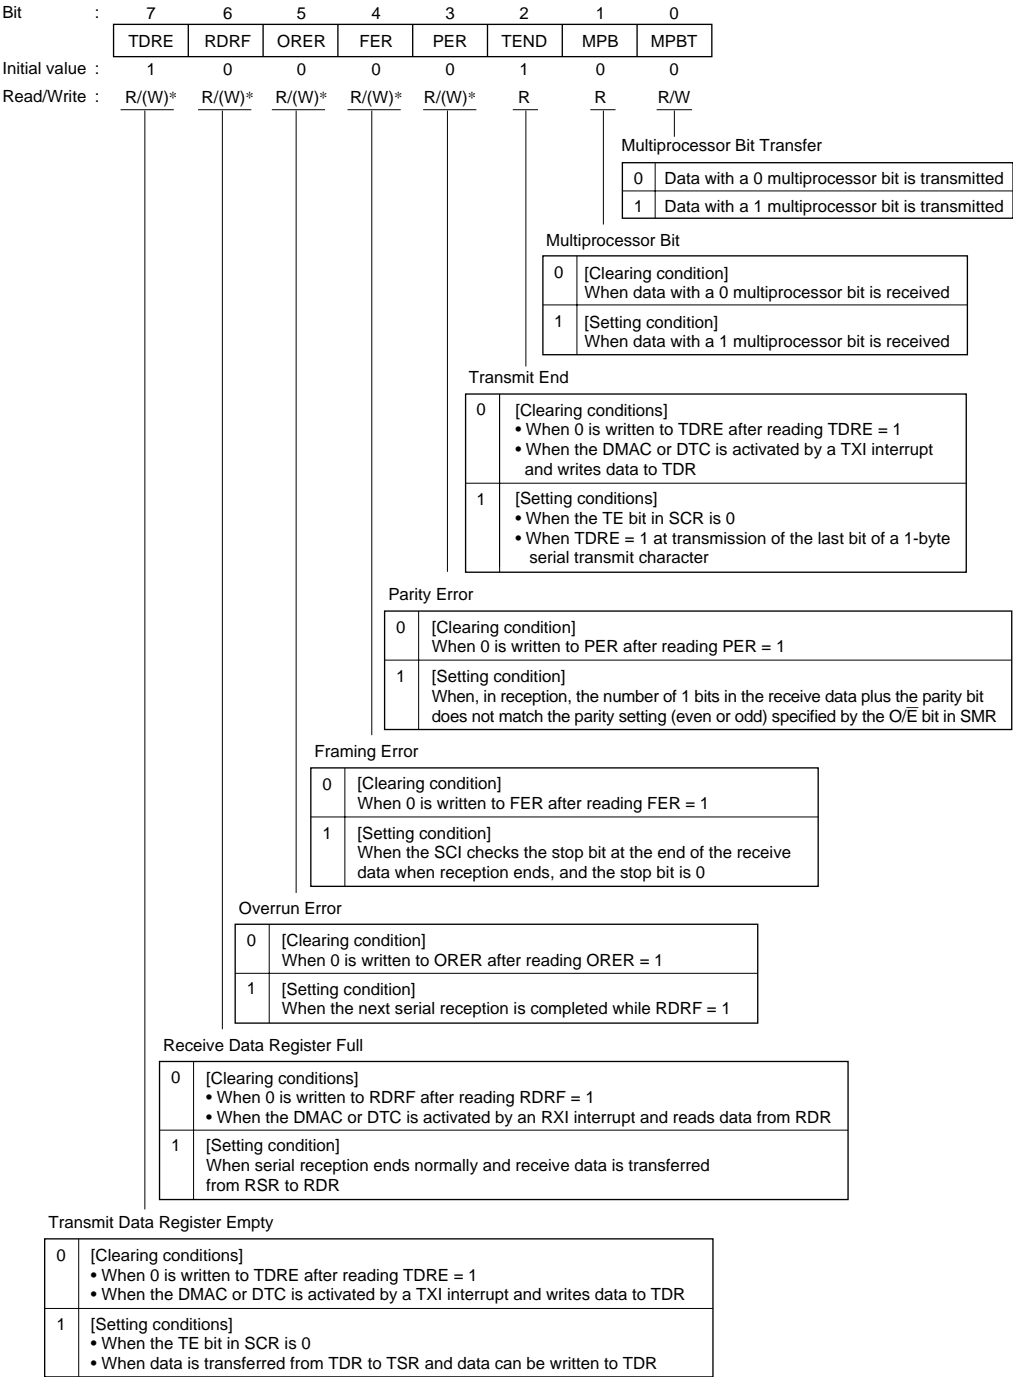 Bit : 7 6 5 4 3 2 1 0
TDRE RDRF ORER FER PER TEND MPB MPBT
Initial value : 1 0 0 0 0 1 0 0
Read/Write : R/(W)* R/(W)* R/(W)* R/(W)* R/(W)* R R R/W
Multiprocessor Bit Transfer
0 Data with a 0 multiprocessor bit is transmitted
1 Data with a 1 multiprocessor bit is transmitted
Multiprocessor Bit
0 [Clearing condition]
When data with a 0 multiprocessor bit is received
1 [Setting condition]
When data with a 1 multiprocessor bit is received
Transmit End
0 [Clearing conditions]
• When 0 is written to TDRE after reading TDRE = 1
• When the DMAC or DTC is activated by a TXI interrupt
and writes data to TDR
1 [Setting conditions]
• When the TE bit in SCR is 0
• When TDRE = 1 at transmission of the last bit of a 1-byte
serial transmit character
Parity Error
0 [Clearing condition]
When 0 is written to PER after reading PER = 1
1 [Setting condition]
When, in reception, the number of 1 bits in the receive data plus the parity bit
does not match the parity setting (even or odd) specified by the O/E̅ bit in SMR
Framing Error
0 [Clearing condition]
When 0 is written to FER after reading FER = 1
1 [Setting condition]
When the SCI checks the stop bit at the end of the receive
data when reception ends, and the stop bit is 0
Overrun Error
0 [Clearing condition]
When 0 is written to ORER after reading ORER = 1
1 [Setting condition]
When the next serial reception is completed while RDRF = 1
Receive Data Register Full
0 [Clearing conditions]
• When 0 is written to RDRF after reading RDRF = 1
• When the DMAC or DTC is activated by an RXI interrupt and reads data from RDR
1 [Setting condition]
When serial reception ends normally and receive data is transferred
from RSR to RDR
Transmit Data Register Empty
0 [Clearing conditions]
• When 0 is written to TDRE after reading TDRE = 1
• When the DMAC or DTC is activated by a TXI interrupt and writes data to TDR
1 [Setting conditions]
• When the TE bit in SCR is 0
• When data is transferred from TDR to TSR and data can be written to TDR